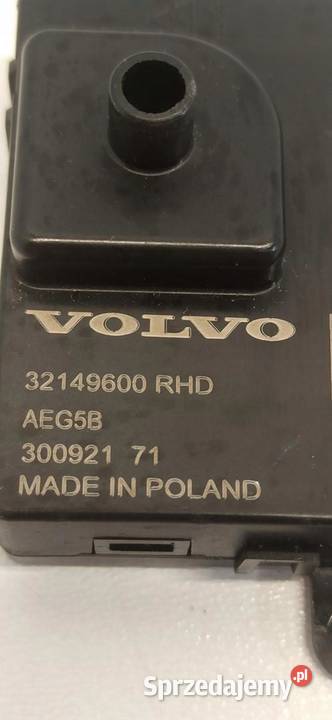 VOLVO
32149600 RHD
AEG5B
300921 71
MADE IN POLAND
Sprzedajemy.pl